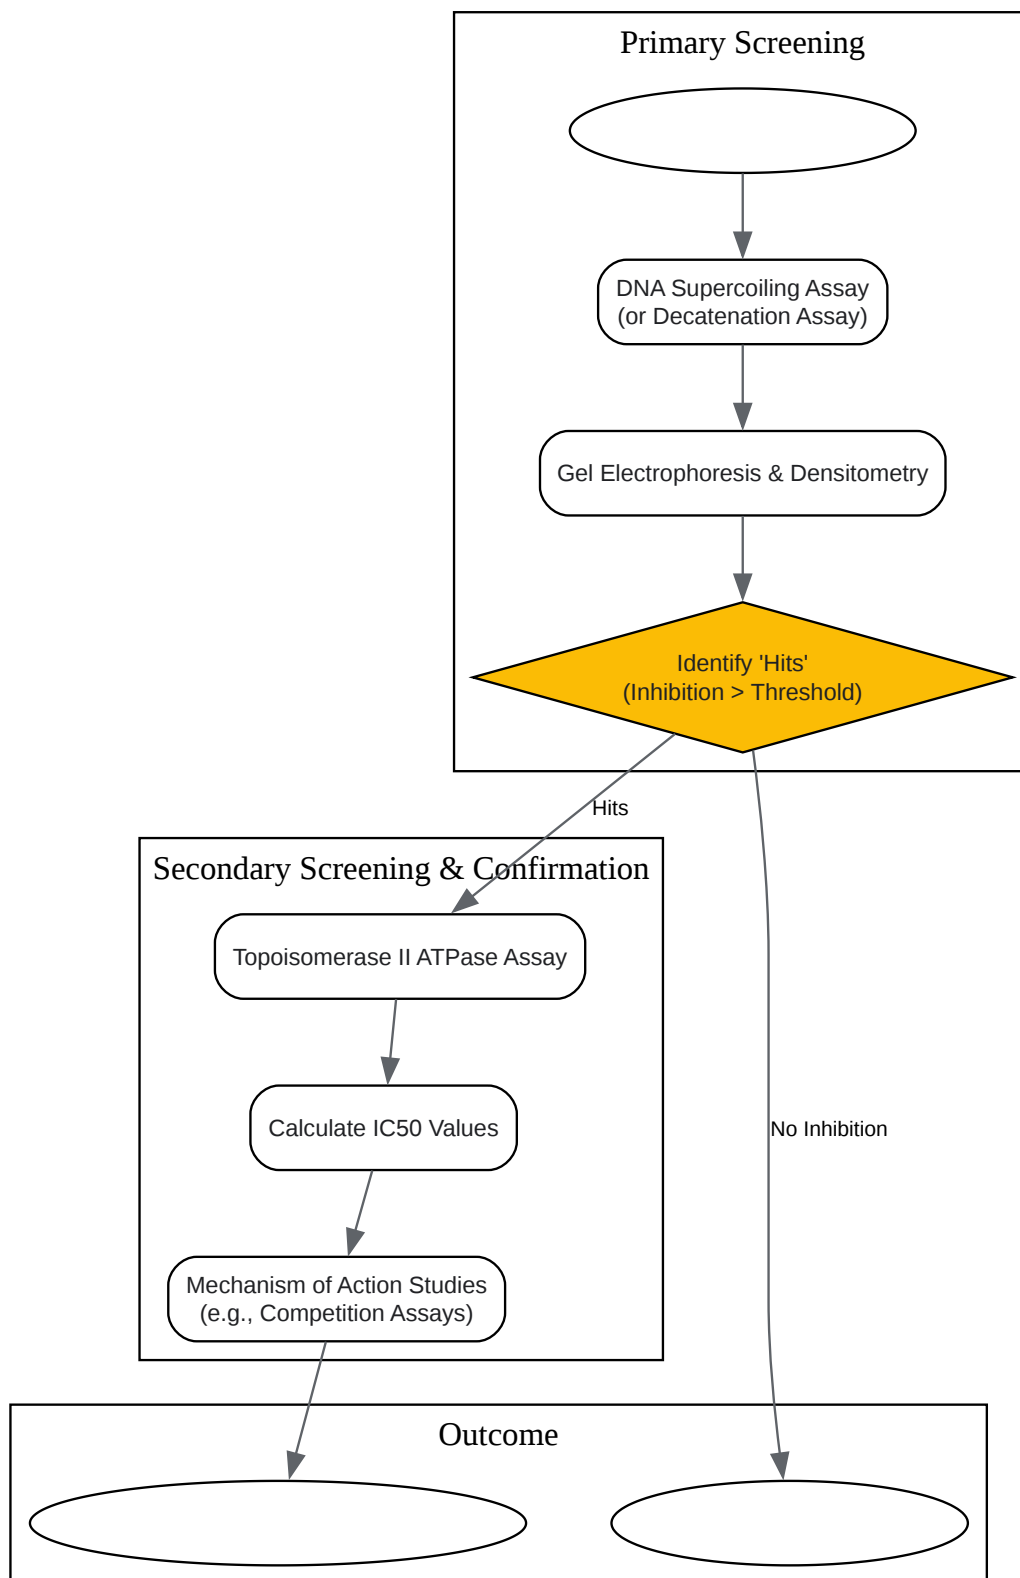 Primary Screening
DNA Supercoiling Assay
(or Decatenation Assay)
Gel Electrophoresis & Densitometry
Identify 'Hits'
(Inhibition > Threshold)
Hits
Secondary Screening & Confirmation
Topoisomerase II ATPase Assay
Calculate IC50 Values
No Inhibition
Mechanism of Action Studies
(e.g., Competition Assays)
Outcome